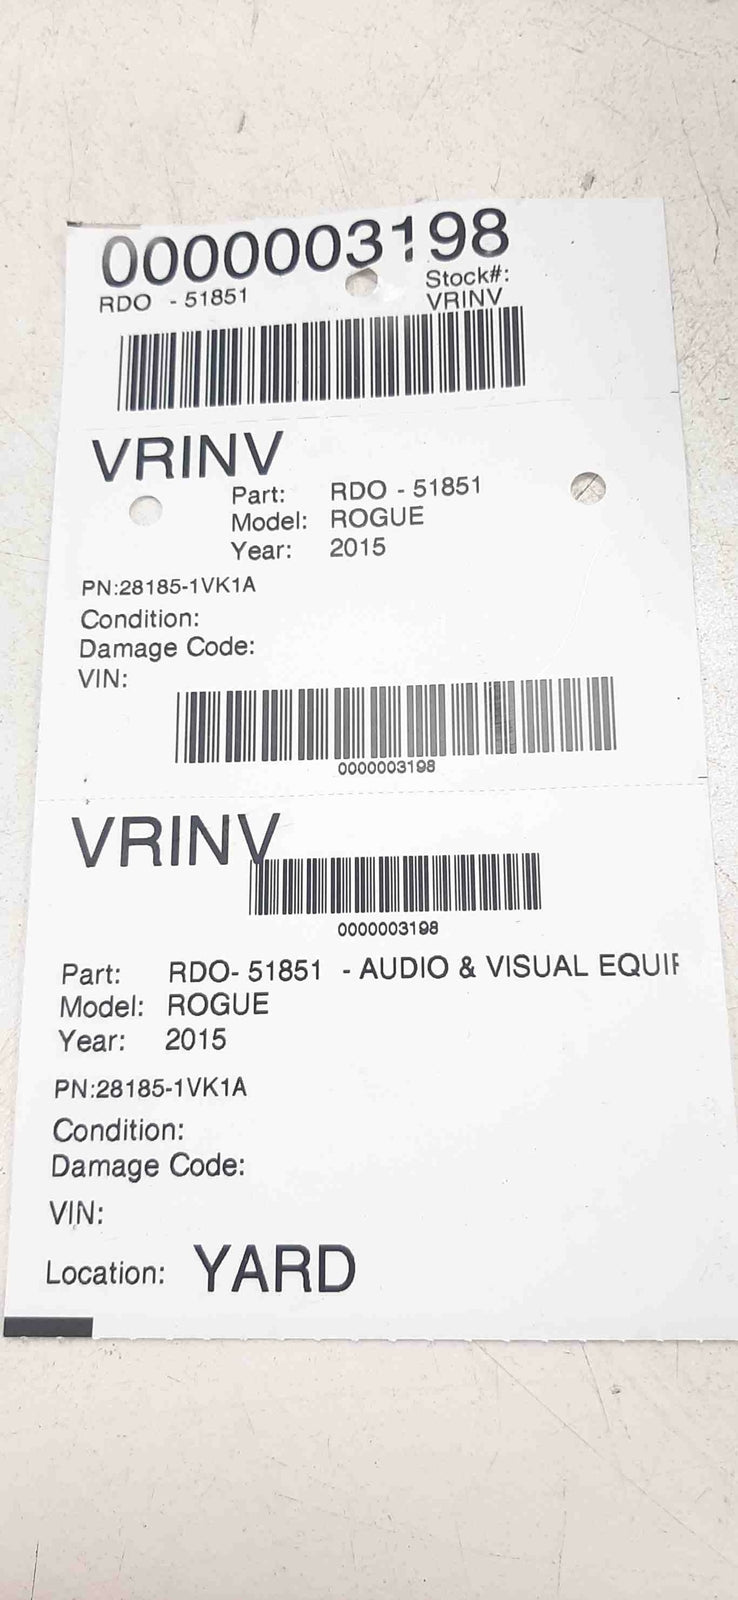 0000003198
RDO - 51851
Stock#:
VRINV
VRINV
Part: RDO - 51851
Model: ROGUE
Year: 2015
PN:28185-1VK1A
Condition:
Damage Code:
VIN:
0000003198
VRINV
0000003198
Part: RDO- 51851 - AUDIO & VISUAL EQUIP
Model: ROGUE
Year: 2015
PN:28185-1VK1A
Condition:
Damage Code:
VIN:
Location: YARD